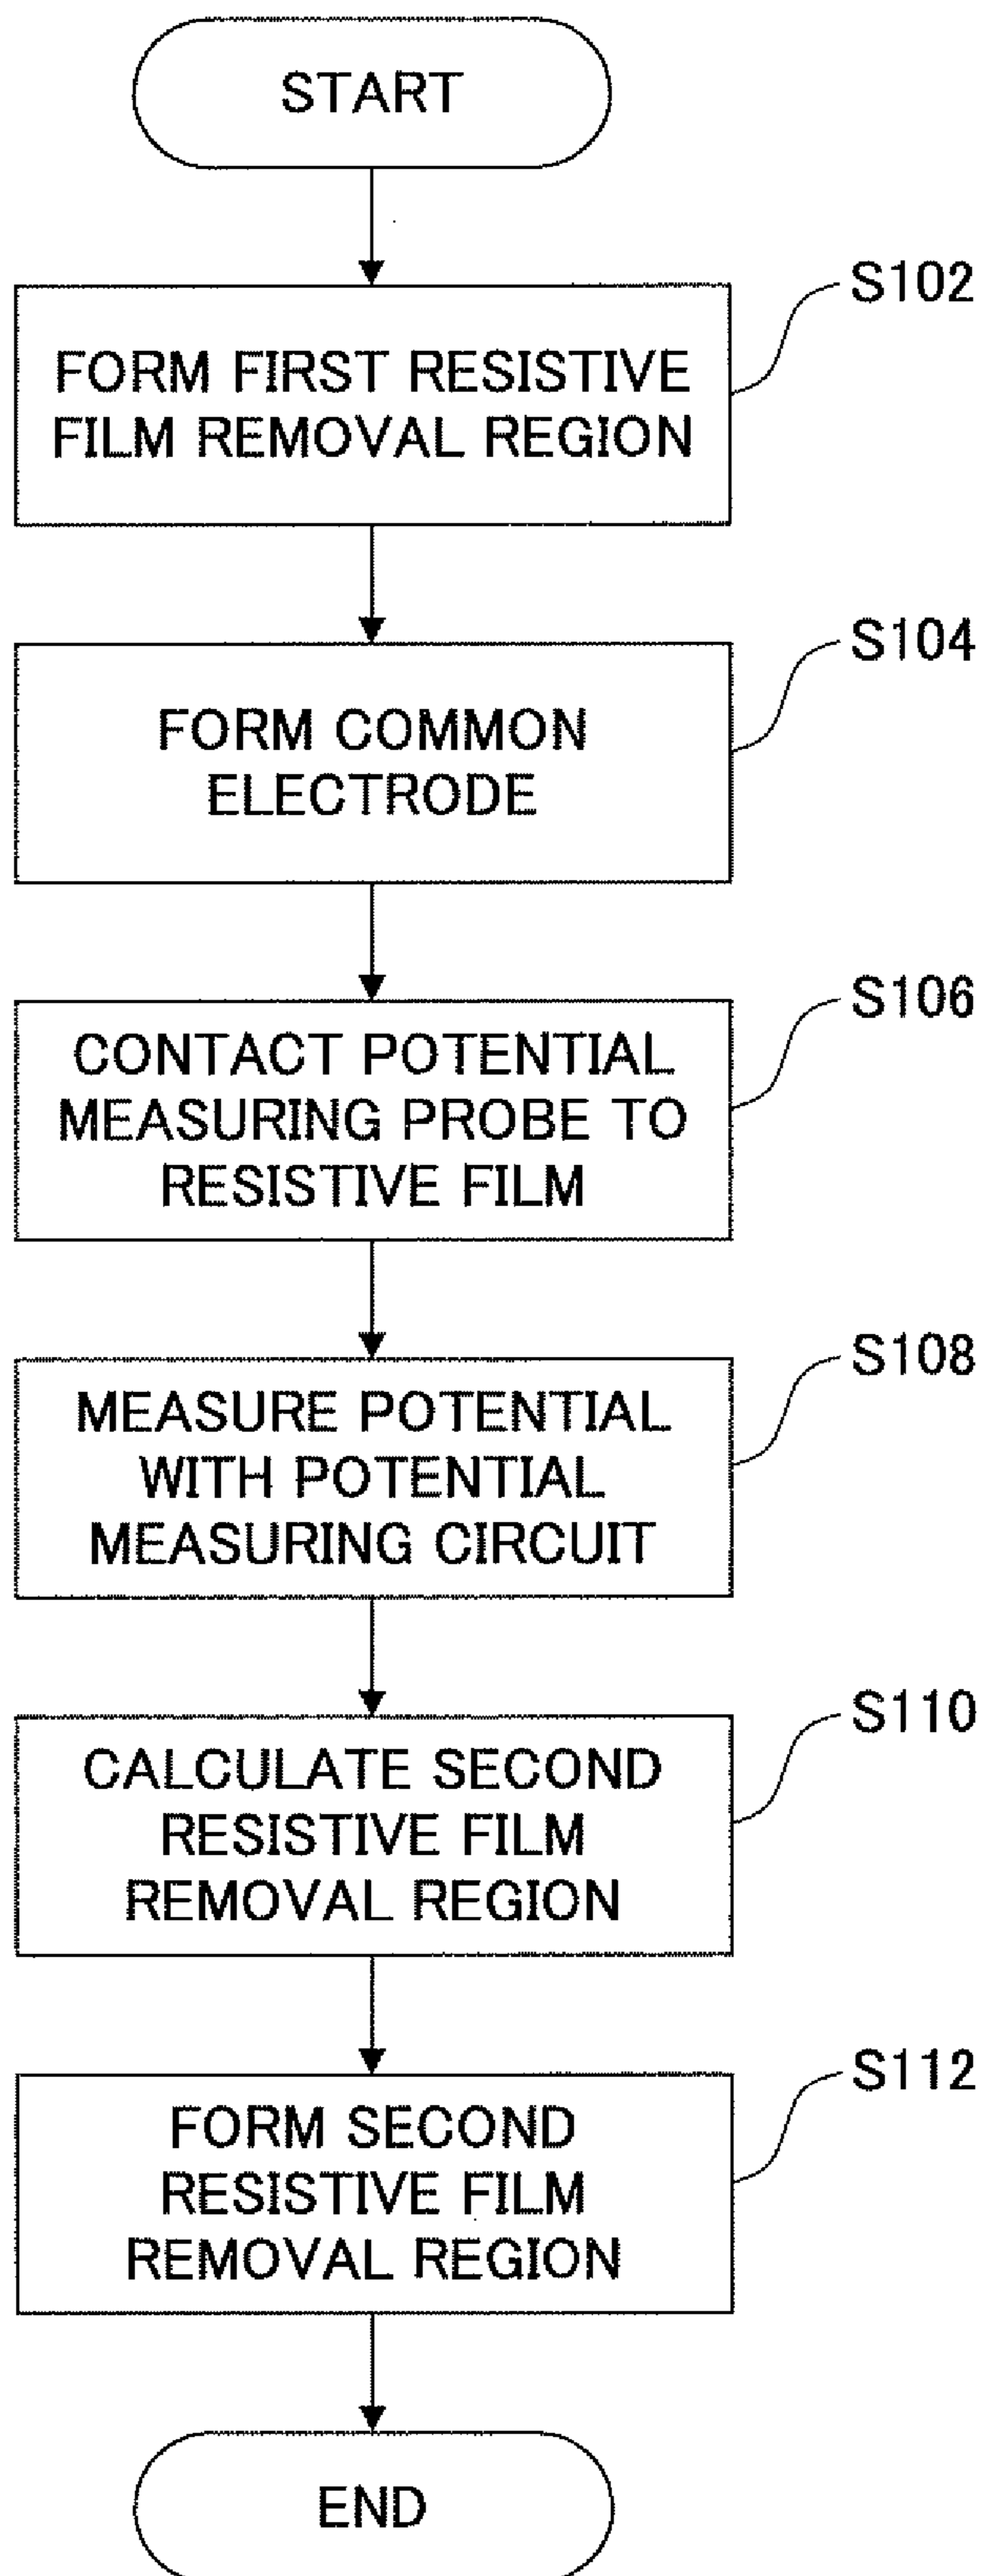 START
S102
FORM FIRST RESISTIVE
FILM REMOVAL REGION
S104
FORM COMMON
ELECTRODE
S106
CONTACT POTENTIAL
MEASURING PROBE TO
RESISTIVE FILM
S108
MEASURE POTENTIAL
WITH POTENTIAL
MEASURING CIRCUIT
S110
CALCULATE SECOND
RESISTIVE FILM
REMOVAL REGION
S112
FORM SECOND
RESISTIVE FILM
REMOVAL REGION
END